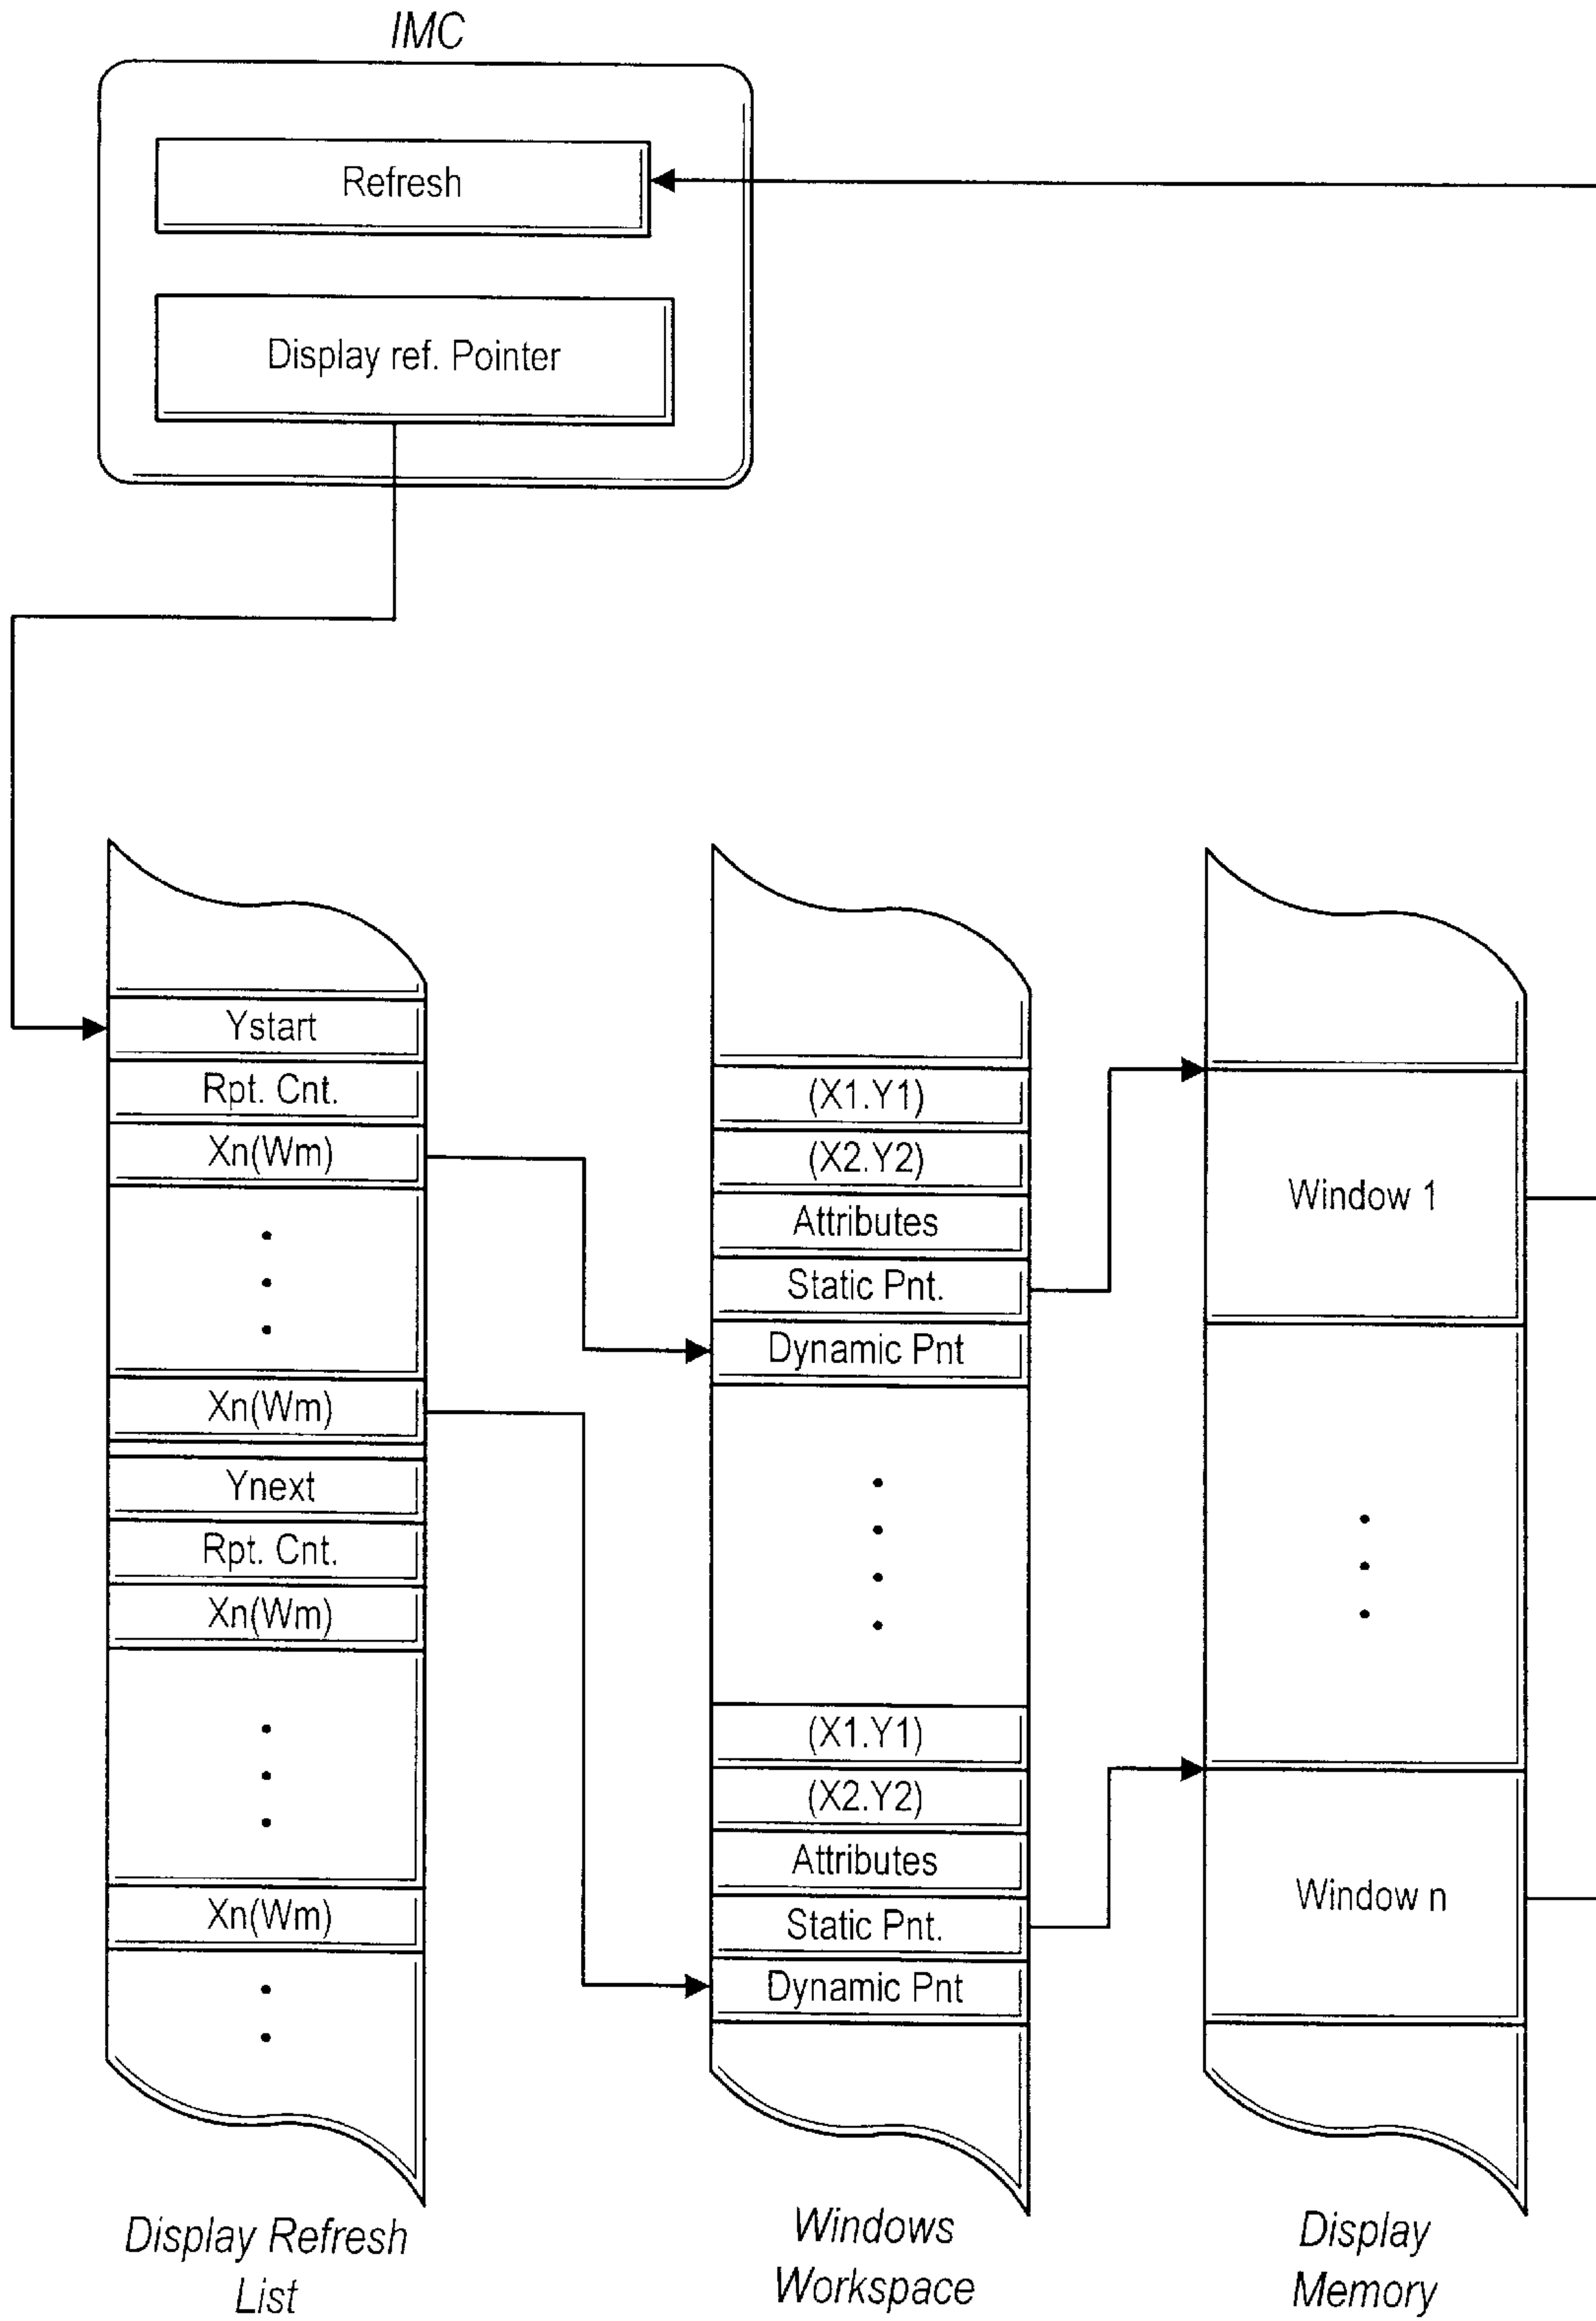 IMC
Refresh
Display ref. Pointer
Ystart
Rpt. Cnt.
Xn(Wm)
Xn(Wm)
Ynext
Rpt. Cnt.
Xn(Wm)
Xn(Wm)
Display Refresh
List
(X1.Y1)
(X2.Y2)
Attributes
Static Pnt.
Dynamic Pnt
(X1.Y1)
(X2.Y2)
Attributes
Static Pnt.
Dynamic Pnt
Windows
Workspace
Window 1
Window n
Display
Memory